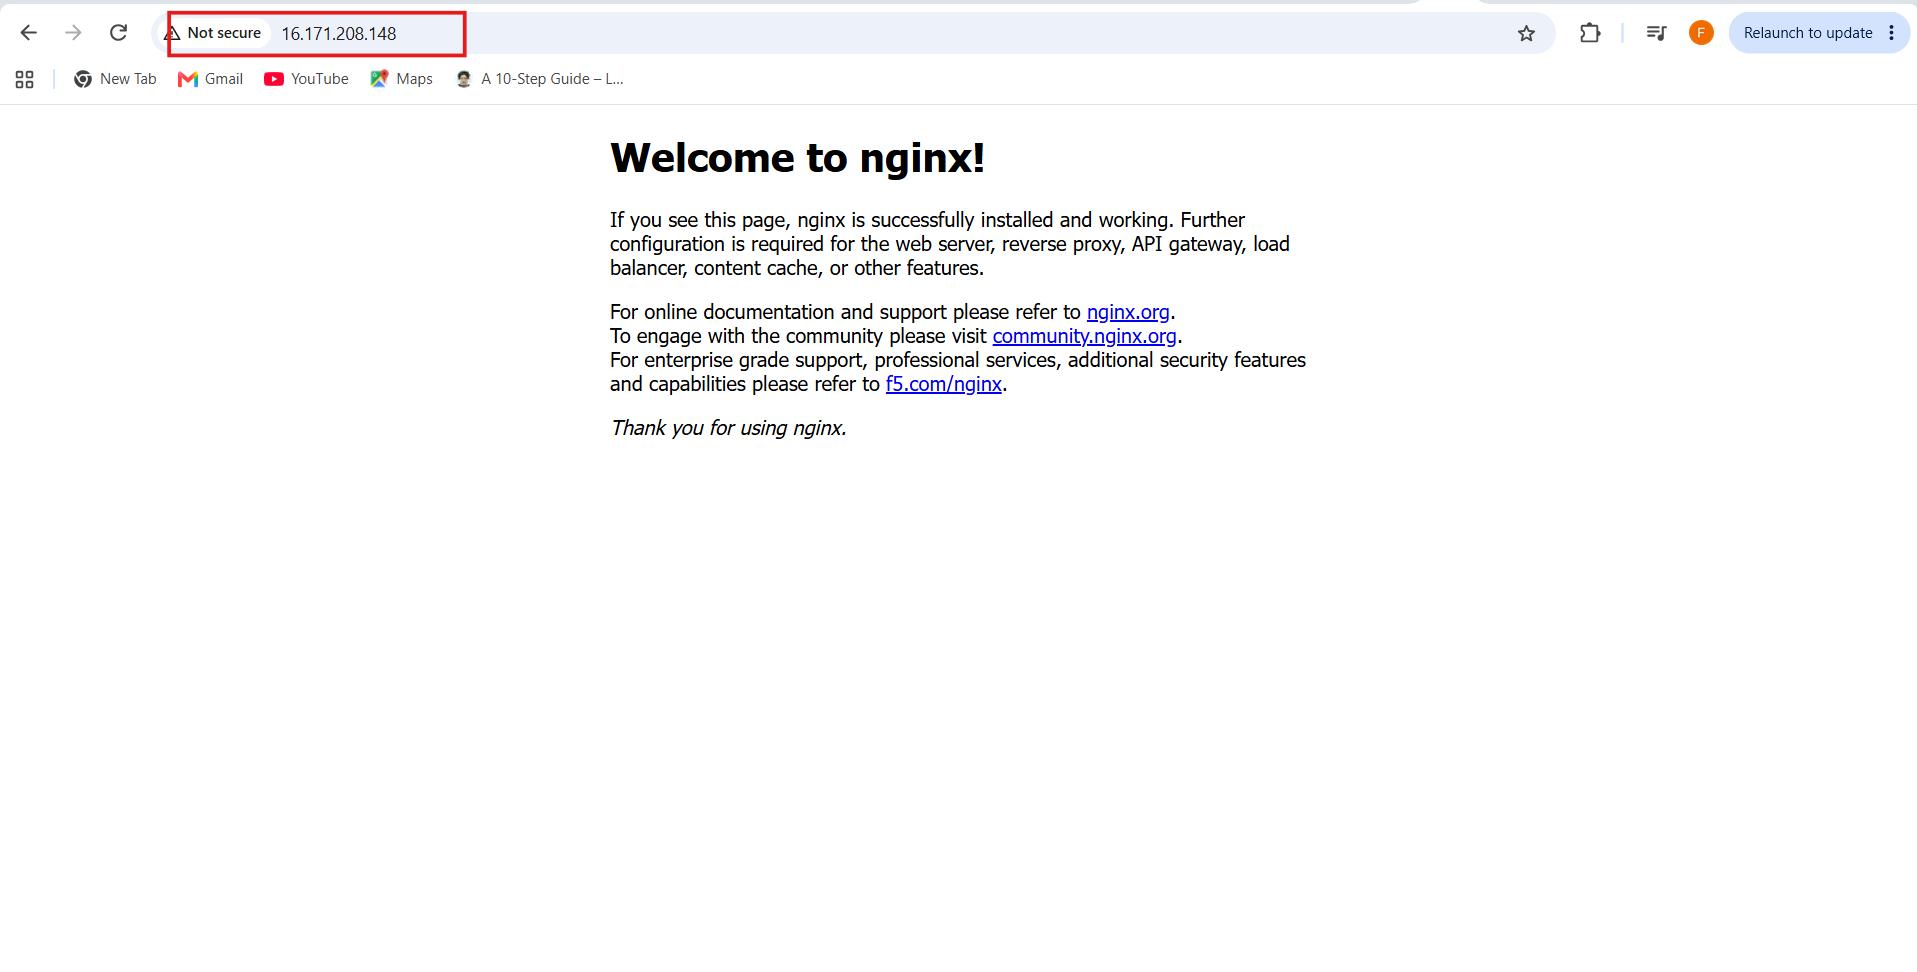 Not secure 16.171.208.148 F Relaunch to update
New Tab Gmail YouTube Maps A 10-Step Guide – L...
Welcome to nginx!
If you see this page, nginx is successfully installed and working. Further
configuration is required for the web server, reverse proxy, API gateway, load
balancer, content cache, or other features.
For online documentation and support please refer to nginx.org.
To engage with the community please visit community.nginx.org.
For enterprise grade support, professional services, additional security features
and capabilities please refer to f5.com/nginx.
Thank you for using nginx.